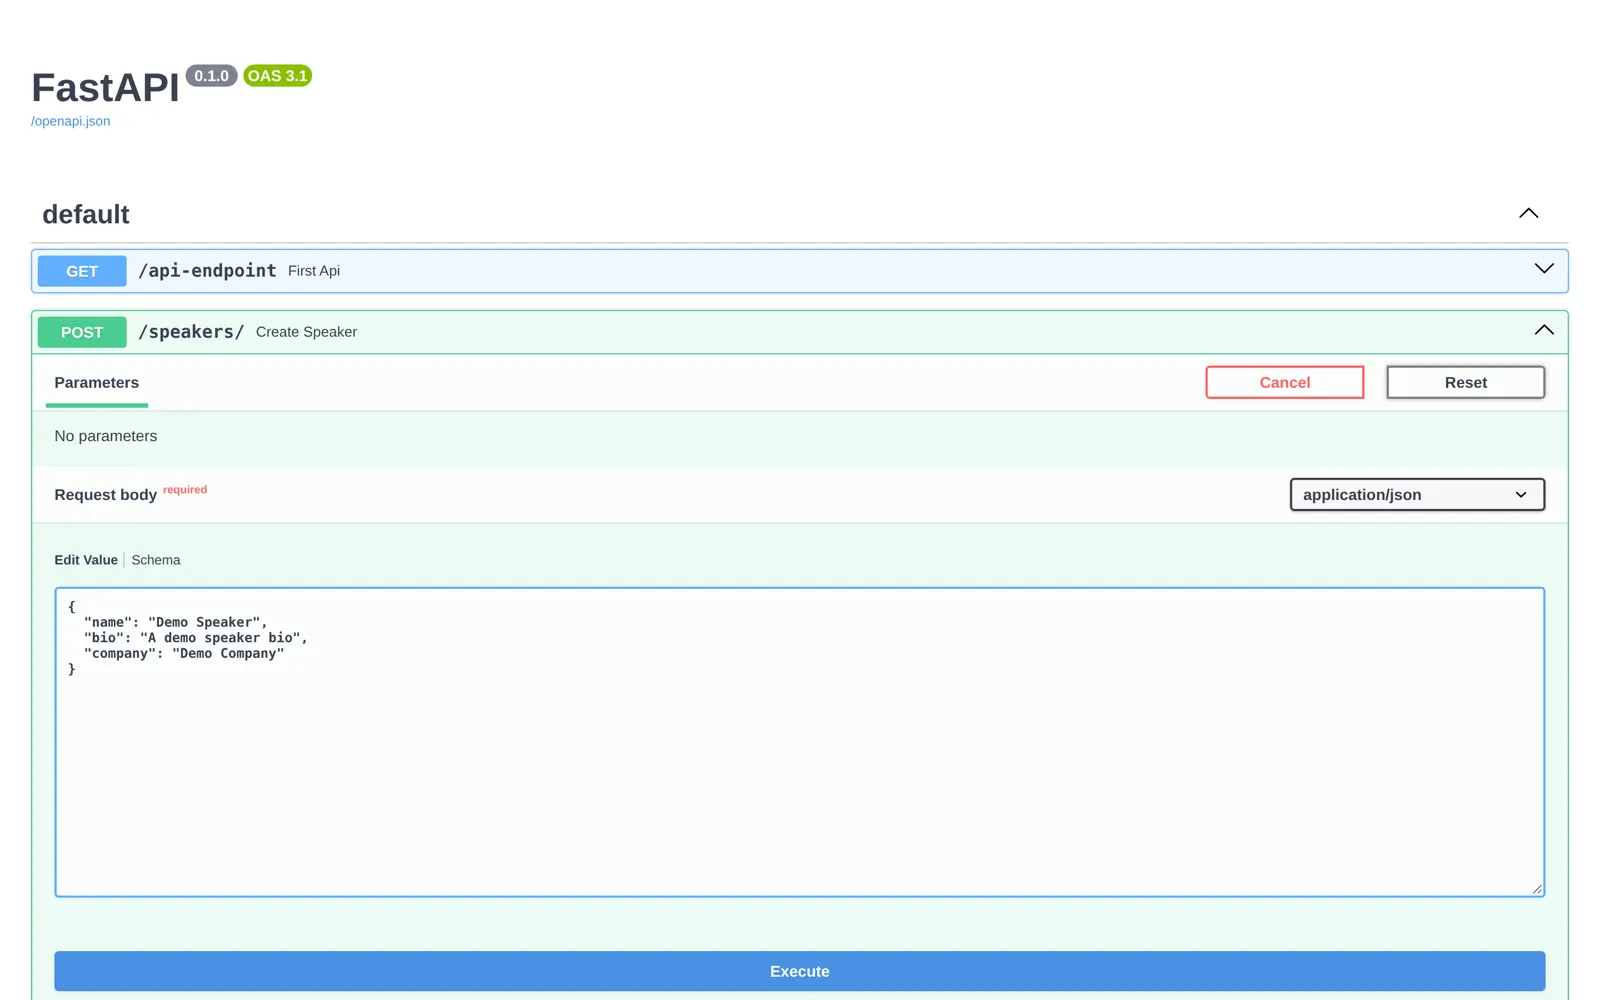 FastAPI 0.1.0 OAS 3.1
/openapi.json
default
GET /api-endpoint First Api
POST /speakers/ Create Speaker
Parameters Cancel Reset
No parameters
Request body required application/json
Edit Value Schema
{
  "name": "Demo Speaker",
  "bio": "A demo speaker bio",
  "company": "Demo Company"
}
Execute